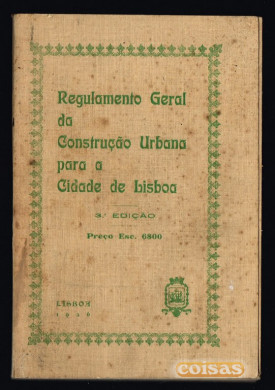 Regulamento Geral
da
Construção Urbana
para a
Cidade de Lisboa
3.ª EDIÇÃO
Preço Esc. 6$00
LISBOA
coisas